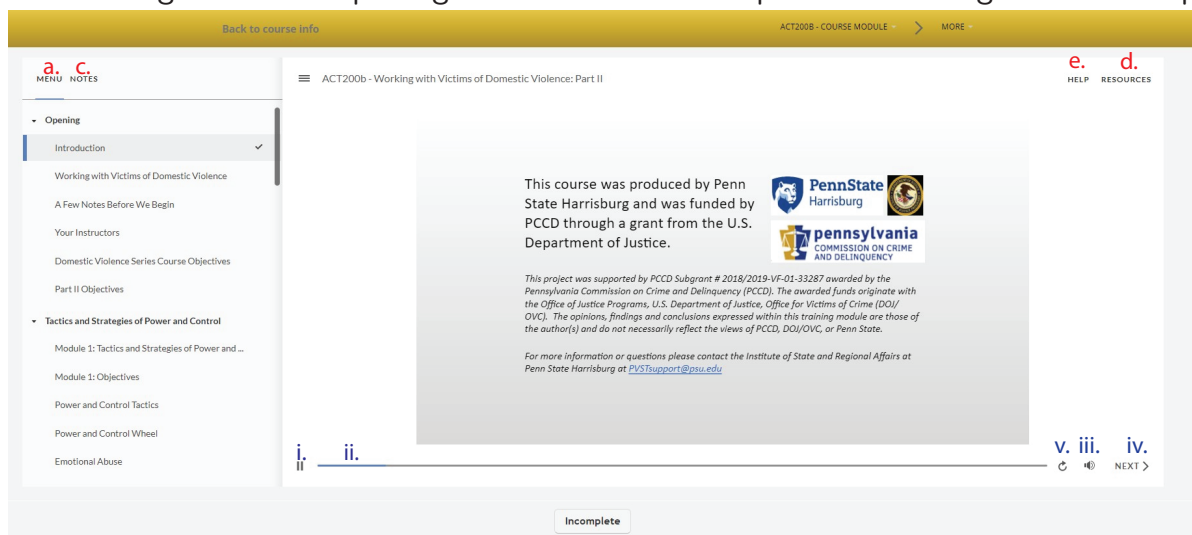 Back to course info
ACT200B - COURSE MODULE
MORE
a. c.
MENU NOTES
ACT200b - Working with Victims of Domestic Violence: Part II
e. d.
HELP RESOURCES
Opening
Introduction
Working with Victims of Domestic Violence
A Few Notes Before We Begin
Your Instructors
Domestic Violence Series Course Objectives
Part II Objectives
Tactics and Strategies of Power and Control
Module 1: Tactics and Strategies of Power and ...
Module 1: Objectives
Power and Control Tactics
Power and Control Wheel
Emotional Abuse
This course was produced by Penn
State Harrisburg and was funded by
PCCD through a grant from the U.S.
Department of Justice.
PennState
Harrisburg
pennsylvania
COMMISSION ON CRIME
AND DELINQUENCY
This project was supported by PCCD Subgrant # 2018/2019-VF-01-33287 awarded by the
Pennsylvania Commission on Crime and Delinquency (PCCD). The awarded funds originate with
the Office of Justice Programs, U.S. Department of Justice, Office for Victims of Crime (DOJ/
OVC). The opinions, findings and conclusions expressed within this training module are those of
the author(s) and do not necessarily reflect the views of PCCD, DOJ/OVC, or Penn State.
For more information or questions please contact the Institute of State and Regional Affairs at
Penn State Harrisburg at PVSTsupport@psu.edu
i. ii. v. iii. iv.
NEXT
Incomplete